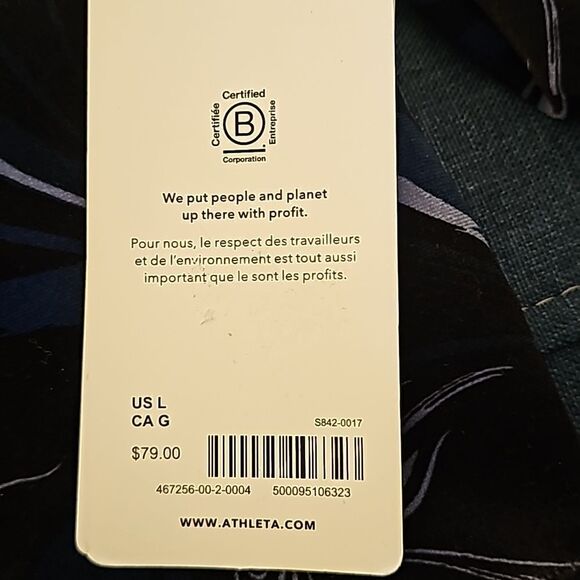 Certified
Certifiée
B
Entreprise
Corporation
We put people and planet
up there with profit.
Pour nous, le respect des travailleurs
et de l'environnement est tout aussi
important que le sont les profits.
US L
CA G
S842-0017
$79.00
467256-00-2-0004 500095106323
WWW.ATHLETA.COM